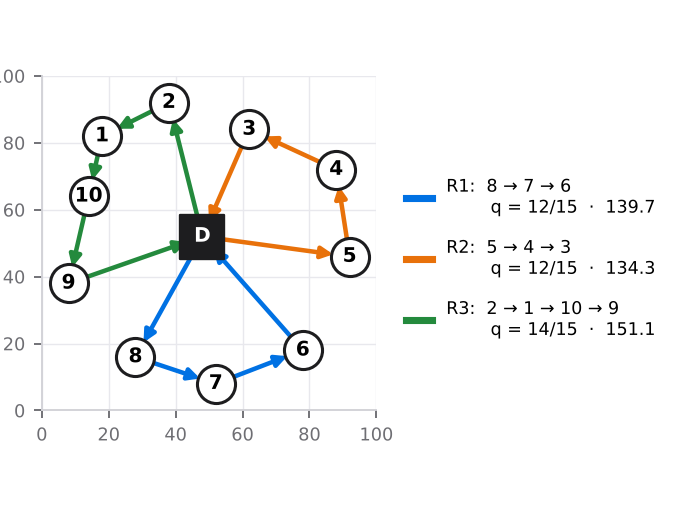 00
80
60
40
20
0
0 20 40 60 80 100
2
3
1
4
10
D
5
9
8
6
7
R1: 8 → 7 → 6
q = 12/15 · 139.7
R2: 5 → 4 → 3
q = 12/15 · 134.3
R3: 2 → 1 → 10 → 9
q = 14/15 · 151.1